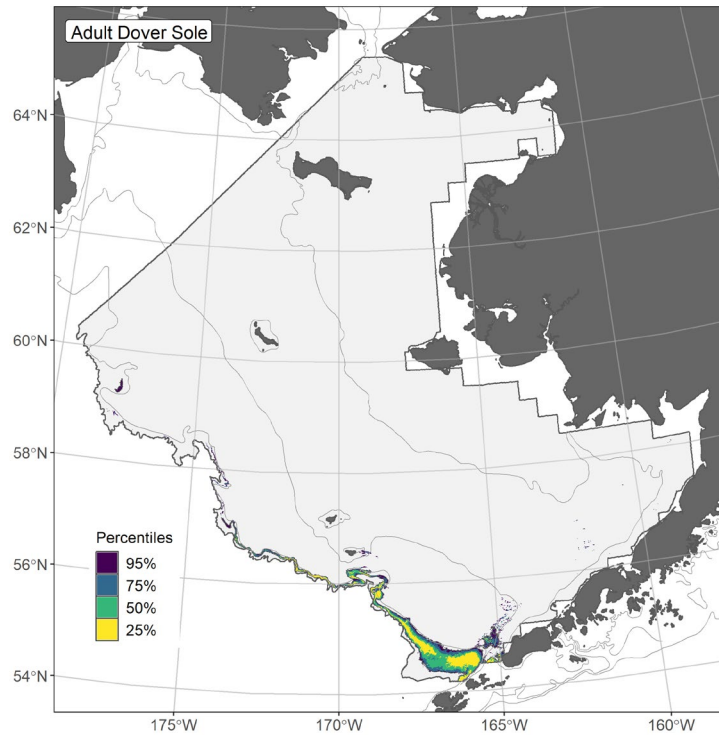 Adult Dover Sole
64°N
62°N
60°N
58°N
56°N
54°N
Percentiles
95%
75%
50%
25%
175°W
170°W
165°W
160°W